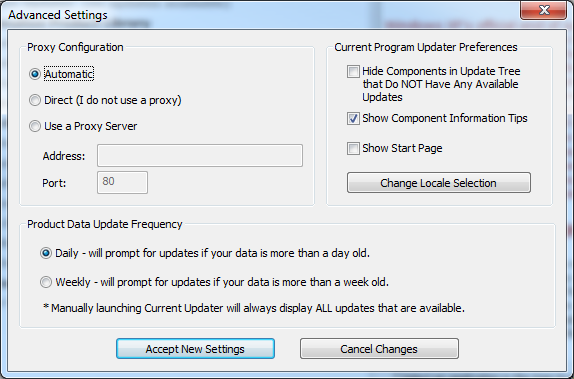 Advanced Settings
Proxy Configuration
Automatic
Direct (I do not use a proxy)
Use a Proxy Server
Address:
Port:
80
Current Program Updater Preferences
Hide Components in Update Tree
that Do NOT Have Any Available
Updates
Show Component Information Tips
Show Start Page
Change Locale Selection
Product Data Update Frequency
Daily - will prompt for updates if your data is more than a day old.
Weekly - will prompt for updates if your data is more than a week old.
* Manually launching Current Updater will always display ALL updates that are available.
Accept New Settings
Cancel Changes